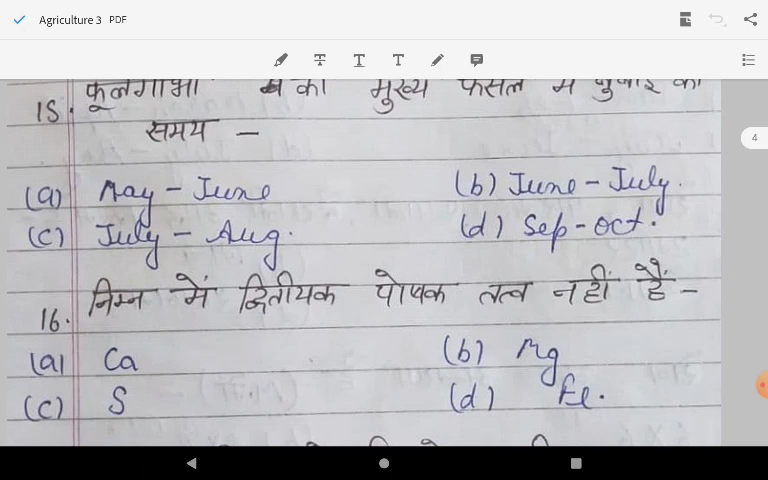 Agriculture 3 PDF
4
15. फूलगोभी की मुख्य फसल में बुवाई का
समय –
(a) May - June (b) June - July.
(c) July - Aug. (d) Sep - oct.
16. निम्न में द्वितीयक पोषक तत्व नहीं है -
(a) Ca (b) Mg
(c) S (d) Fe.